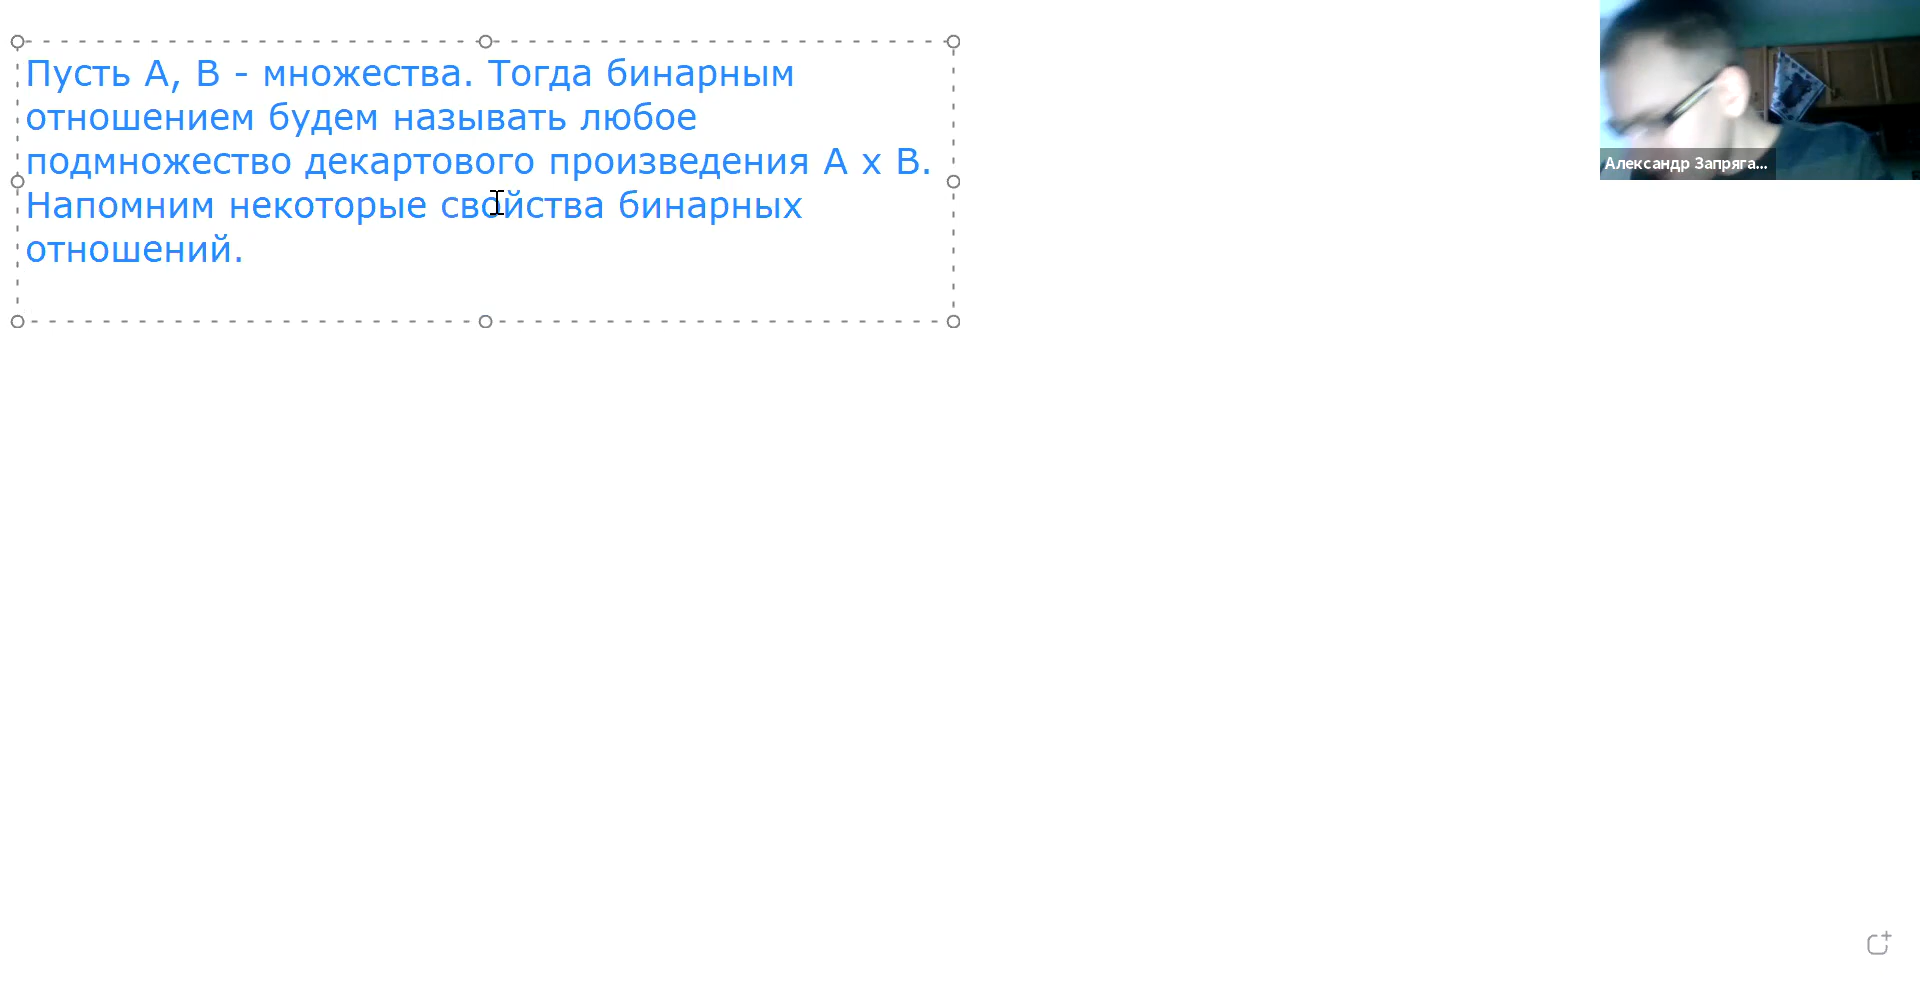 Пусть A, B - множества. Тогда бинарным
отношением будем называть любое
подмножество декартового произведения A x B.
Напомним некоторые свойства бинарных
отношений.
Александр Запряга...